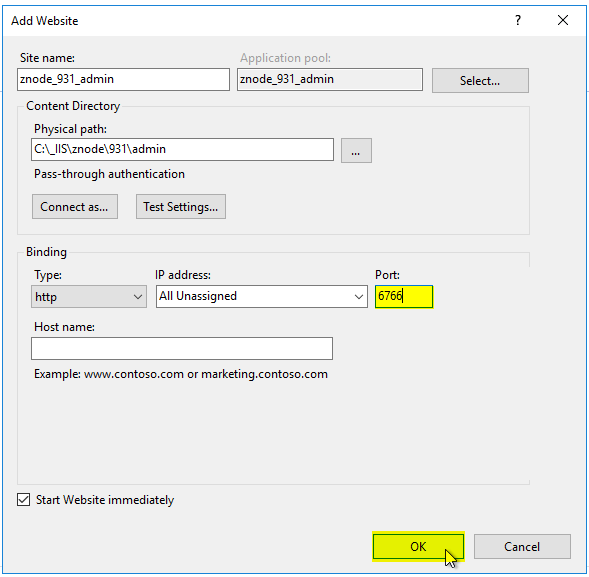 Add Website
?
Site name:
Application pool:
znode_931_admin
znode_931_admin
Select...
Content Directory
Physical path:
C:\_IIS\znode\931\admin
...
Pass-through authentication
Connect as...
Test Settings...
Binding
Type:
IP address:
Port:
http
All Unassigned
6766
Host name:
Example: www.contoso.com or marketing.contoso.com
Start Website immediately
OK
Cancel